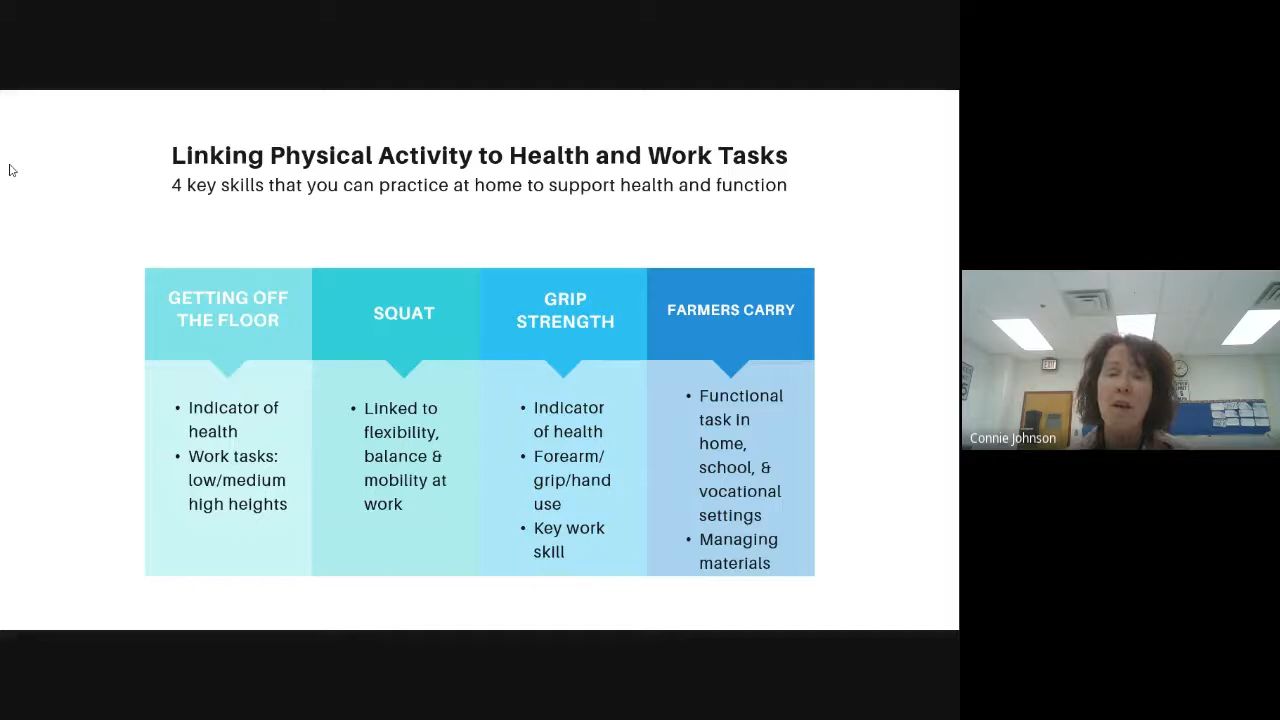 Linking Physical Activity to Health and Work Tasks
4 key skills that you can practice at home to support health and function
GETTING OFF
THE FLOOR
• Indicator of
health
• Work tasks:
low/medium
high heights
SQUAT
• Linked to
flexibility,
balance &
mobility at
work
GRIP
STRENGTH
• Indicator
of health
• Forearm/
grip/hand
use
• Key work
skill
FARMERS CARRY
• Functional
task in
home,
school, &
vocational
settings
• Managing
materials
EXIT
Connie Johnson